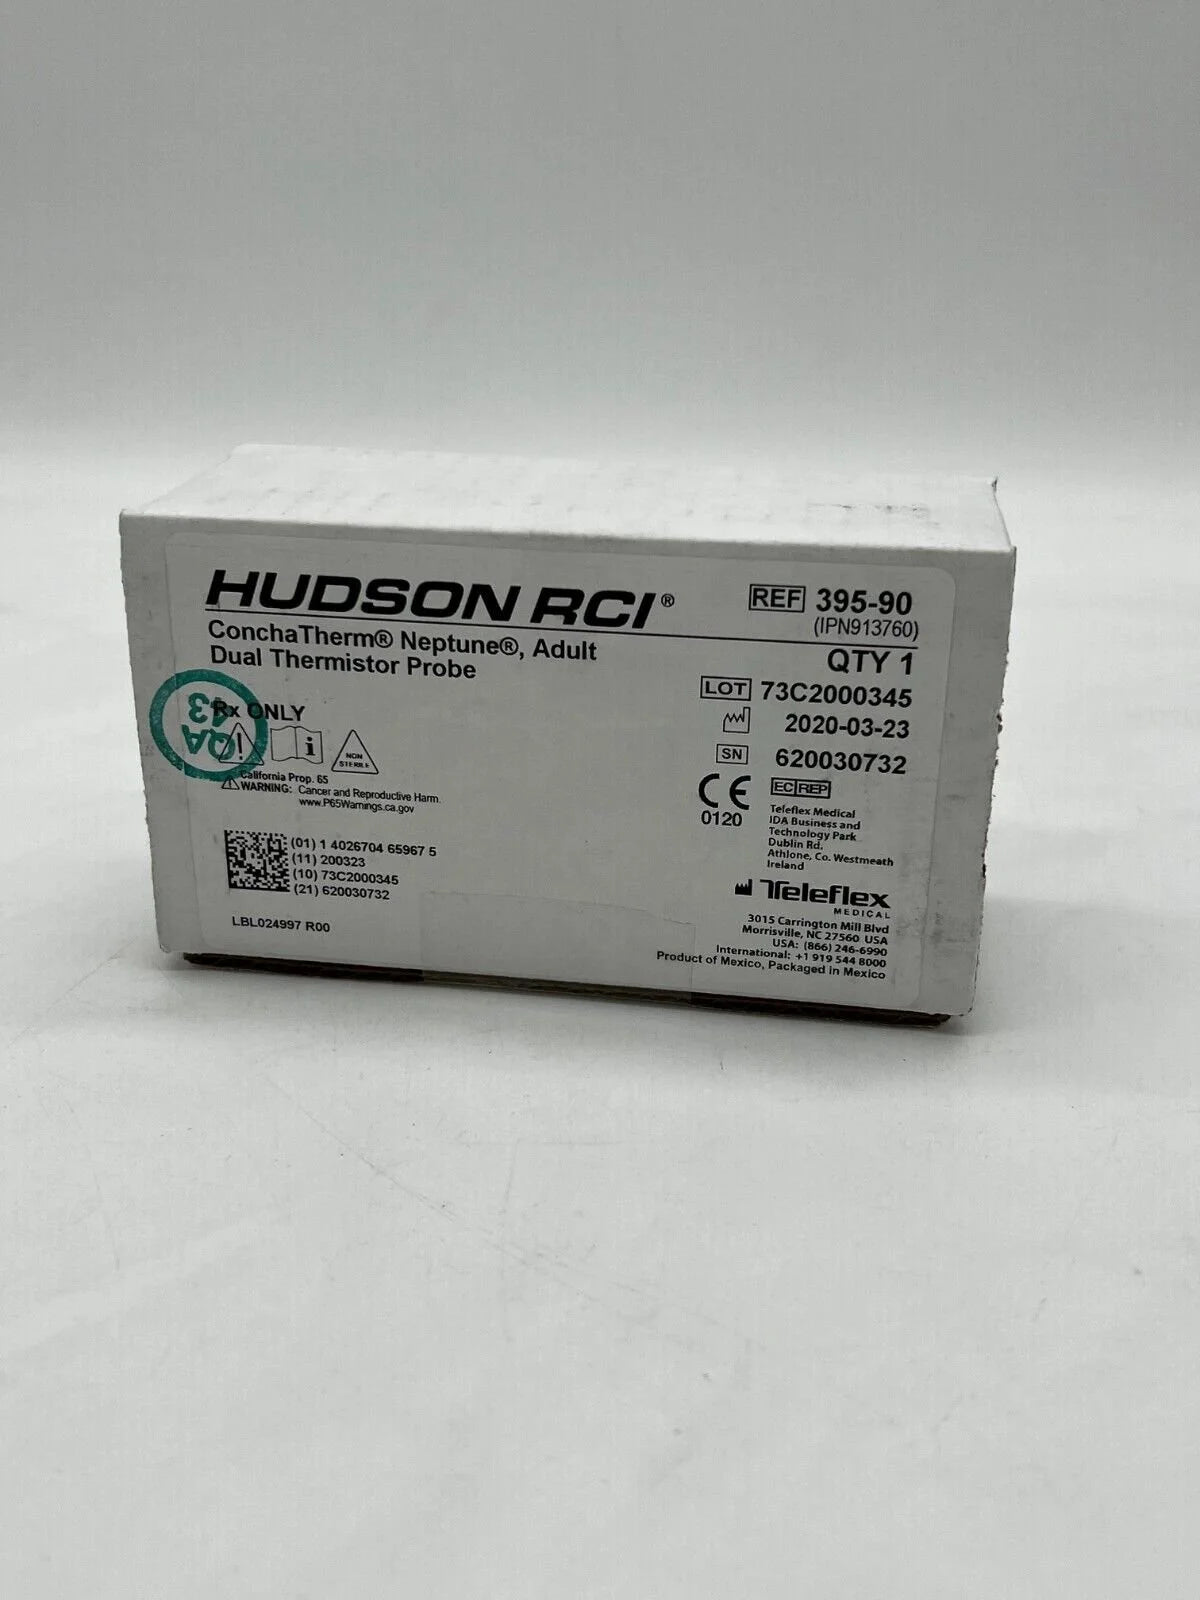 HUDSON RCI®
ConchaTherm® Neptune®, Adult
Dual Thermistor Probe
Rx ONLY
QA
43
i
NON
STERILE
California Prop. 65
WARNING: Cancer and Reproductive Harm.
www.P65Warnings.ca.gov
(01) 1 4026704 65967 5
(11) 200323
(10) 73C2000345
(21) 620030732
LBL024997 R00
REF 395-90
(IPN913760)
QTY 1
LOT 73C2000345
2020-03-23
SN 620030732
CE
0120
EC REP
Teleflex Medical
IDA Business and
Technology Park
Dublin Rd.
Athlone, Co. Westmeath
Ireland
Teleflex
MEDICAL
3015 Carrington Mill Blvd
Morrisville, NC 27560 USA
USA: (866) 246-6990
International: +1 919 544 8000
Product of Mexico, Packaged in Mexico